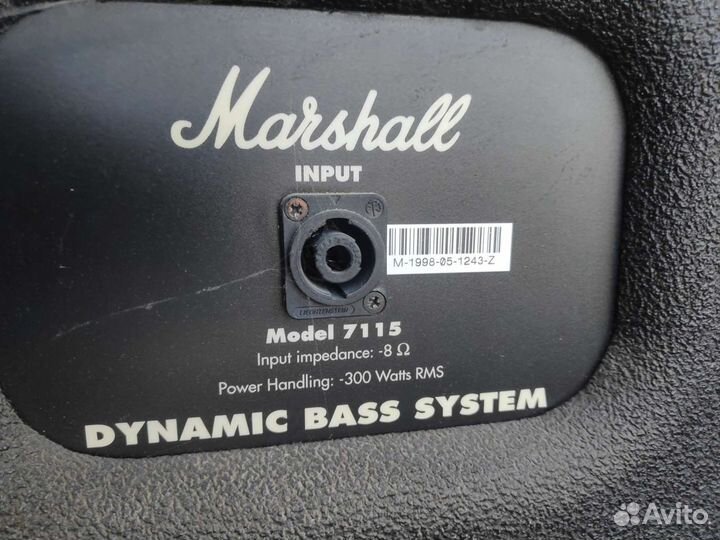 Marshall
INPUT
M-1998-05-1243-Z
LIECHTENSTEIN
Model 7115
Input impedance: -8 Ω
Power Handling: -300 Watts RMS
DYNAMIC BASS SYSTEM
Avito